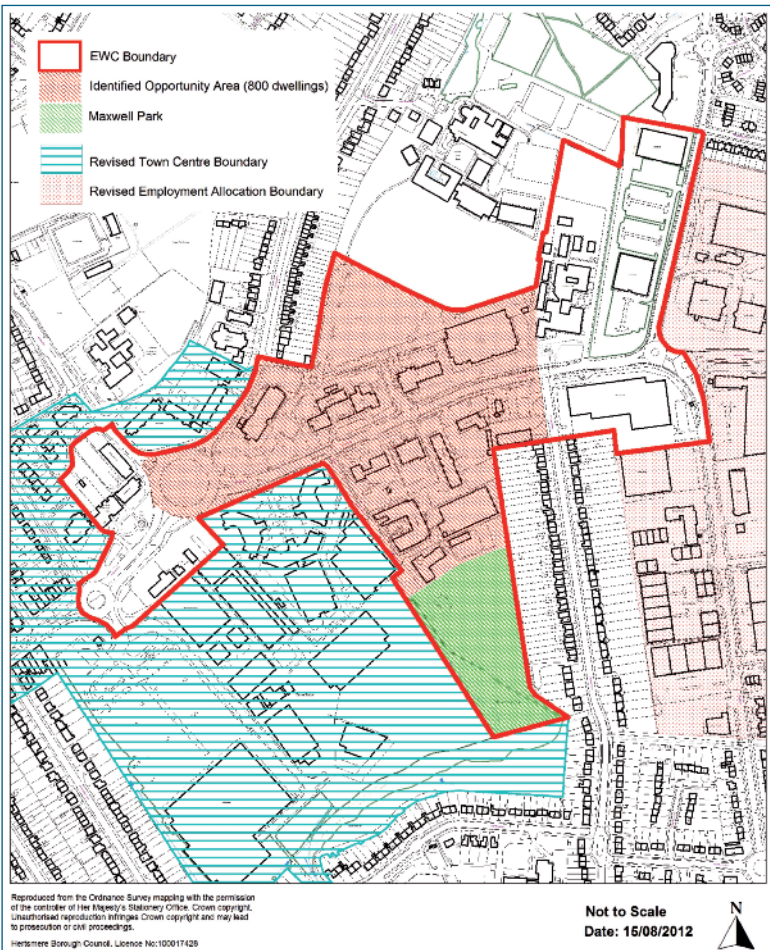 EWC Boundary
Identified Opportunity Area (800 dwellings)
Maxwell Park
Revised Town Centre Boundary
Revised Employment Allocation Boundary
Reproduced from the Ordnance Survey mapping with the permission
of the controller of Her Majesty's Stationery Office. Crown copyright.
Unauthorised reproduction infringes Crown copyright and may lead
to prosecution or civil proceedings.
Hertsmere Borough Council. Licence No:100017428
Not to Scale
Date: 15/08/2012
N